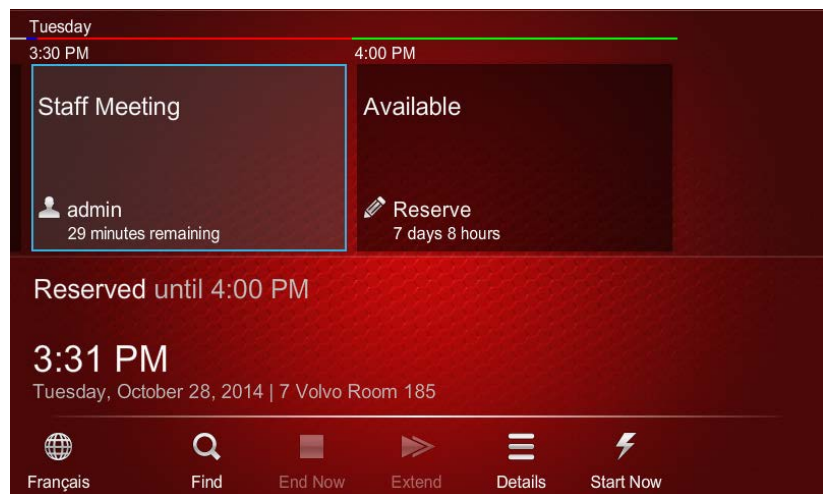 Tuesday
3:30 PM
4:00 PM
Staff Meeting
Available
admin
29 minutes remaining
Reserve
7 days 8 hours
Reserved until 4:00 PM
3:31 PM
Tuesday, October 28, 2014 | 7 Volvo Room 185
Français
Find
End Now
Extend
Details
Start Now